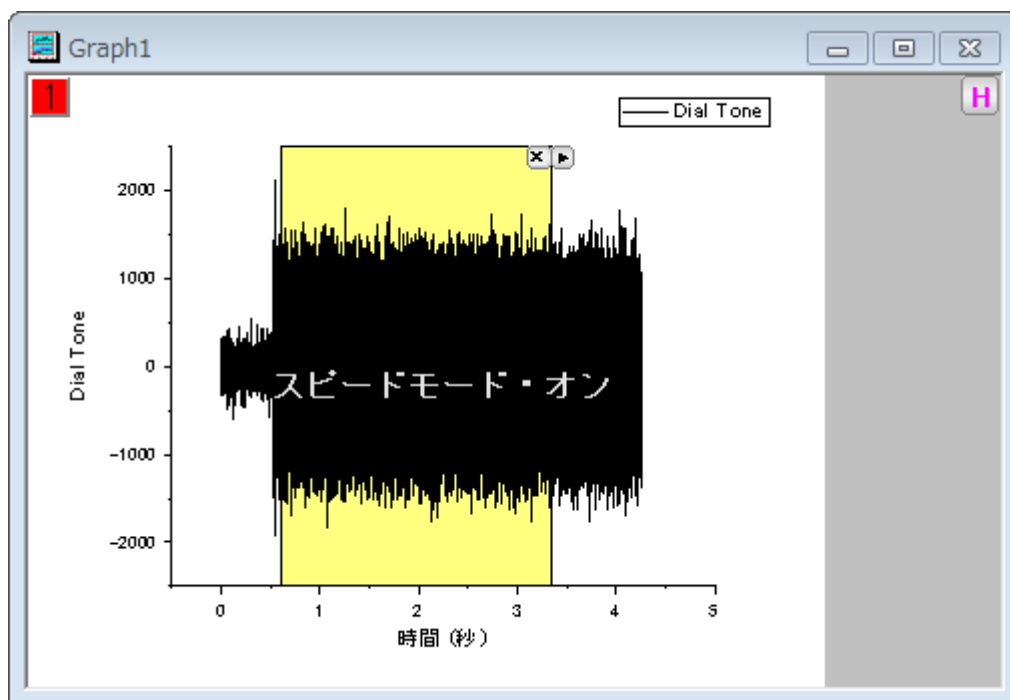 Graph1
1
H
Dial Tone
2000
1000
0
-1000
-2000
Dial Tone
スピードモード・オン
0 1 2 3 4 5
時間 (秒)